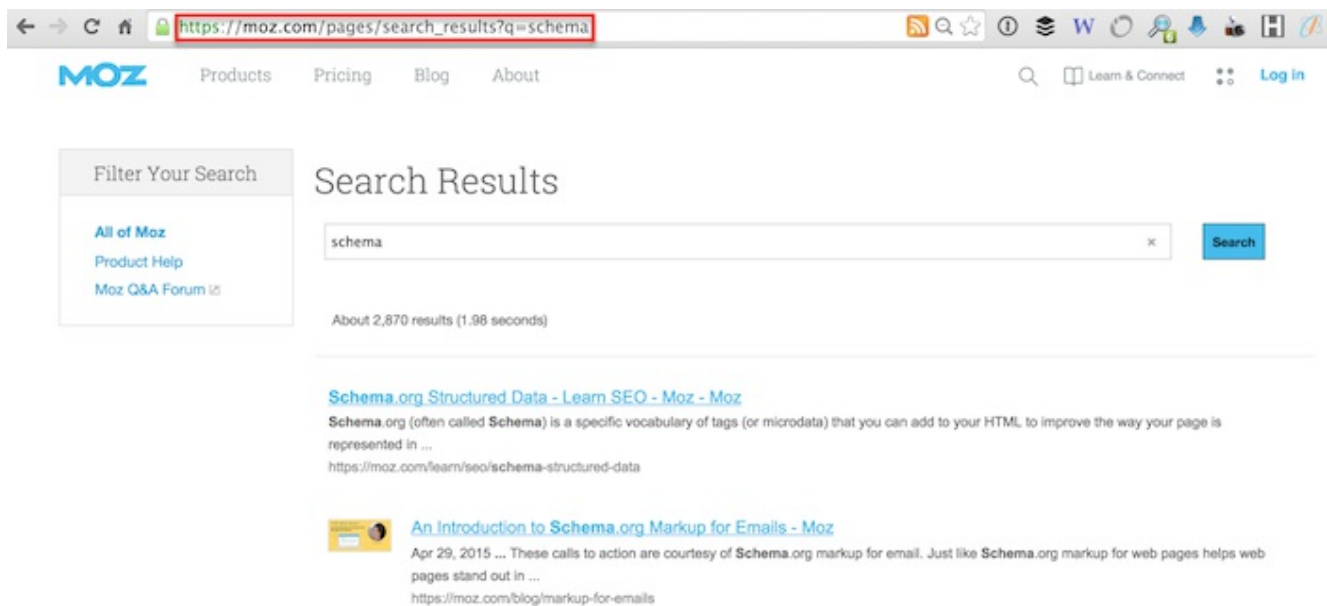 https://moz.com/pages/search_results?q=schema
MOZ Products Pricing Blog About Learn & Connect Log in
Filter Your Search
All of Moz
Product Help
Moz Q&A Forum
Search Results
schema × Search
About 2,870 results (1.98 seconds)
Schema.org Structured Data - Learn SEO - Moz - Moz
Schema.org (often called Schema) is a specific vocabulary of tags (or microdata) that you can add to your HTML to improve the way your page is
represented in ...
https://moz.com/learn/seo/schema-structured-data
An Introduction to Schema.org Markup for Emails - Moz
Apr 29, 2015 ... These calls to action are courtesy of Schema.org markup for email. Just like Schema.org markup for web pages helps web
pages stand out in ...
https://moz.com/blog/markup-for-emails